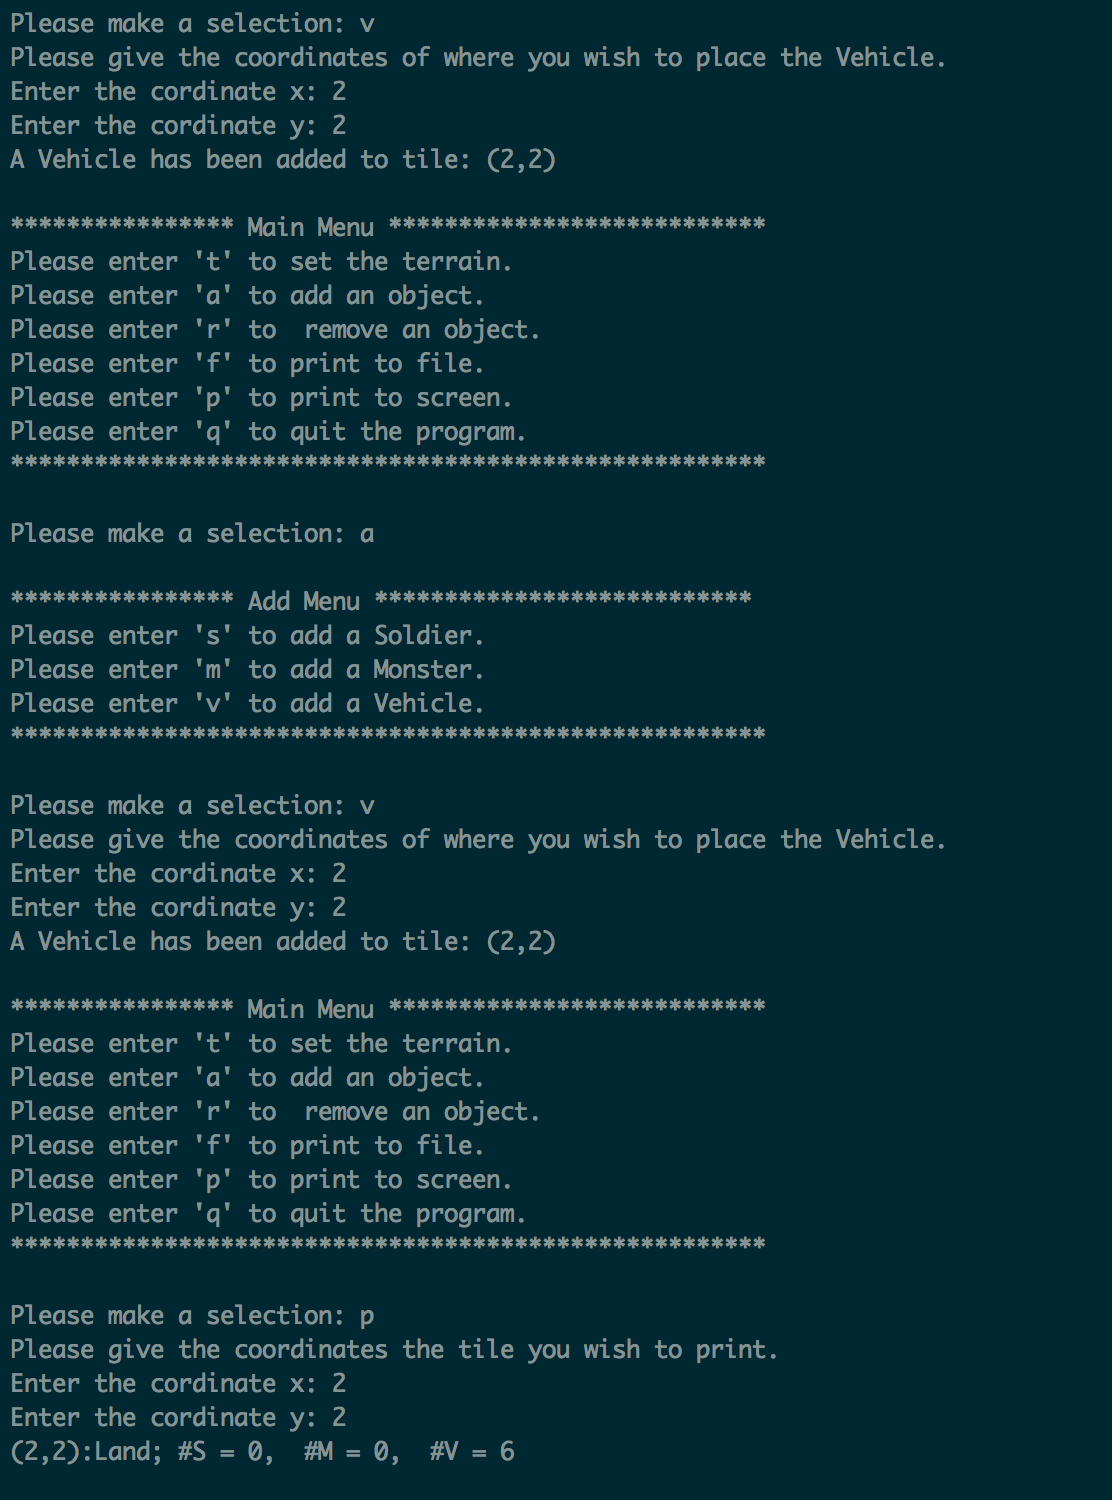 Please make a selection: v
Please give the coordinates of where you wish to place the Vehicle.
Enter the cordinate x: 2
Enter the cordinate y: 2
A Vehicle has been added to tile: (2,2)
**************** Main Menu ***************************
Please enter 't' to set the terrain.
Please enter 'a' to add an object.
Please enter 'r' to  remove an object.
Please enter 'f' to print to file.
Please enter 'p' to print to screen.
Please enter 'q' to quit the program.
******************************************************
Please make a selection: a
**************** Add Menu ***************************
Please enter 's' to add a Soldier.
Please enter 'm' to add a Monster.
Please enter 'v' to add a Vehicle.
******************************************************
Please make a selection: v
Please give the coordinates of where you wish to place the Vehicle.
Enter the cordinate x: 2
Enter the cordinate y: 2
A Vehicle has been added to tile: (2,2)
**************** Main Menu ***************************
Please enter 't' to set the terrain.
Please enter 'a' to add an object.
Please enter 'r' to  remove an object.
Please enter 'f' to print to file.
Please enter 'p' to print to screen.
Please enter 'q' to quit the program.
******************************************************
Please make a selection: p
Please give the coordinates the tile you wish to print.
Enter the cordinate x: 2
Enter the cordinate y: 2
(2,2):Land; #S = 0,  #M = 0,  #V = 6